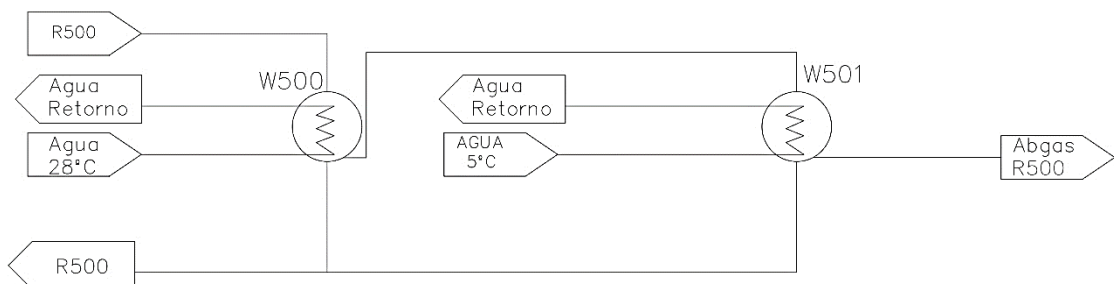 R500
W500
W501
Agua
Retorno
Agua
Retorno
Agua
28°C
AGUA
5°C
Abgas
R500
R500